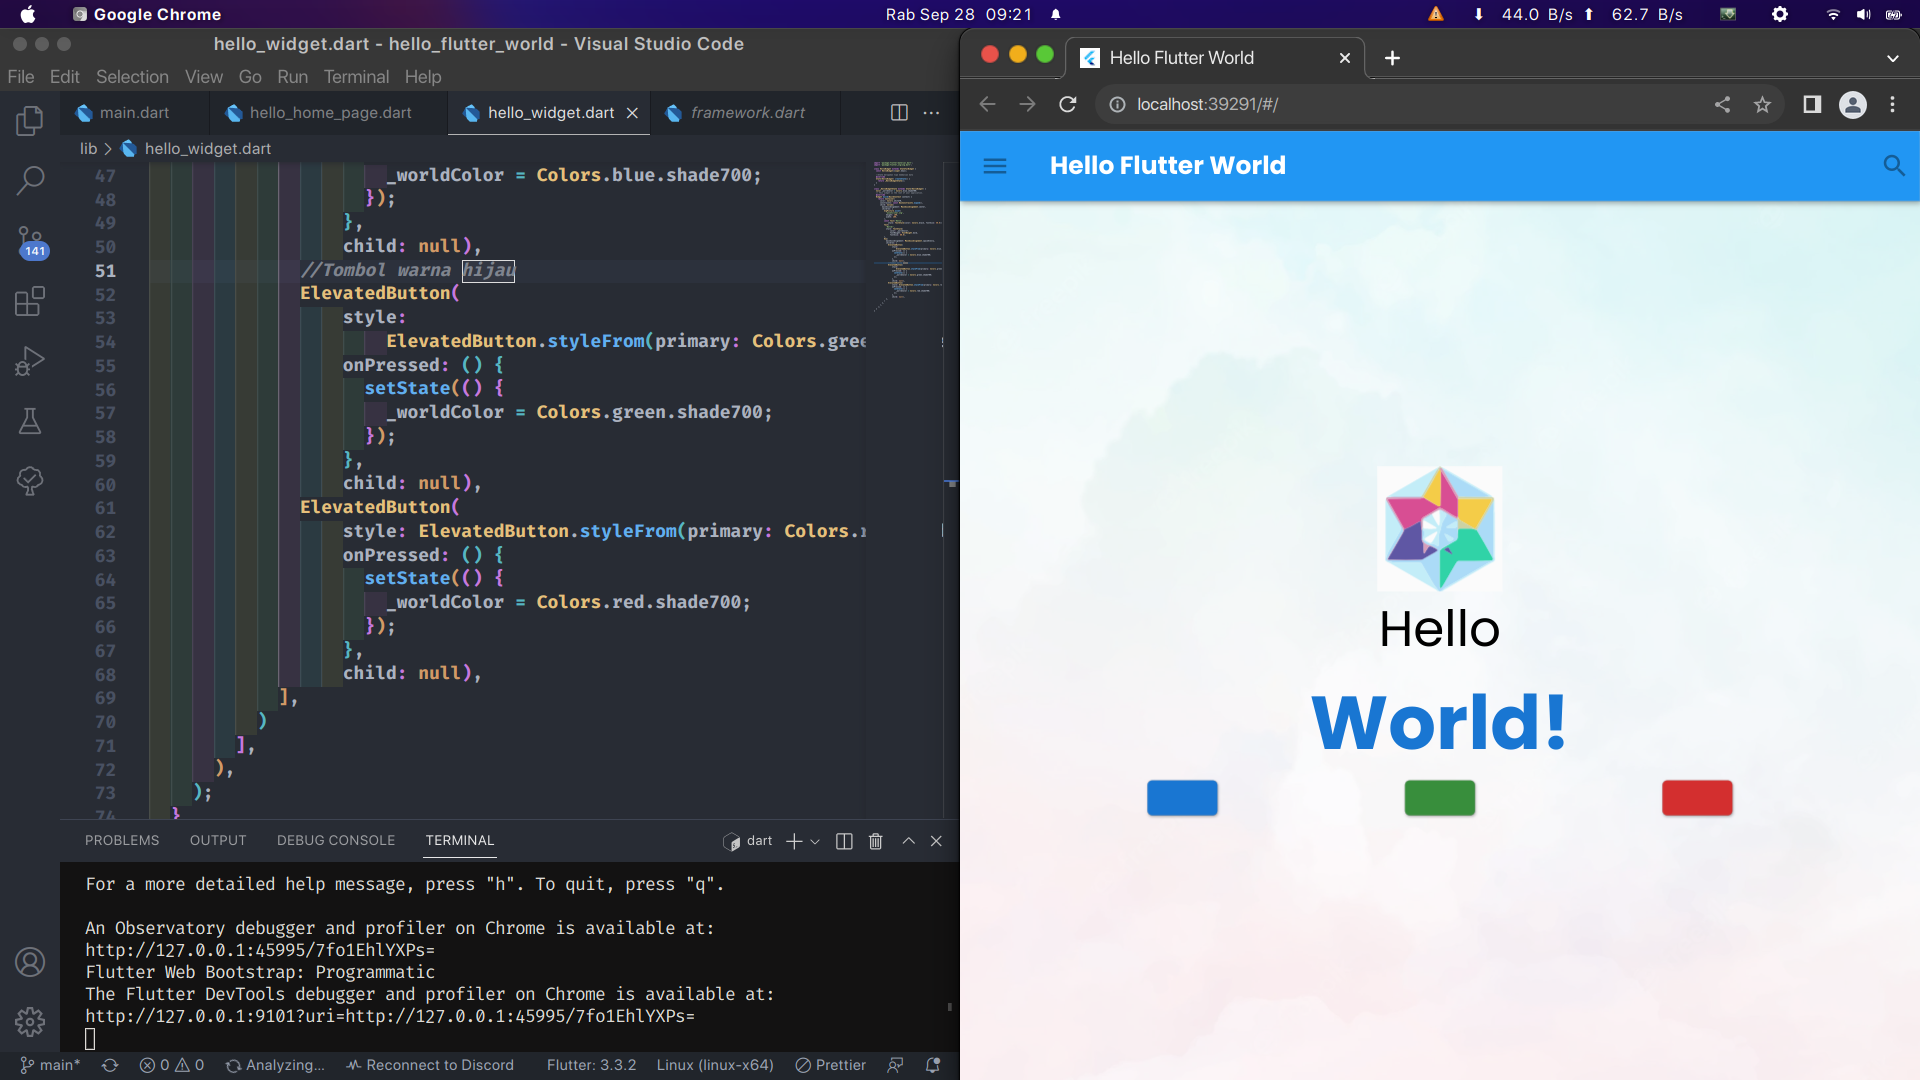 Google Chrome
Rab Sep 28 09:21
44.0 B/s
62.7 B/s
hello_widget.dart - hello_flutter_world - Visual Studio Code
File Edit Selection View Go Run Terminal Help
main.dart
hello_home_page.dart
hello_widget.dart
framework.dart
lib > hello_widget.dart
141
47 _worldColor = Colors.blue.shade700;
48 });
49 },
50 child: null),
51 //Tombol warna hijau
52 ElevatedButton(
53 style:
54 ElevatedButton.styleFrom(primary: Colors.gree
55 onPressed: () {
56 setState(() {
57 _worldColor = Colors.green.shade700;
58 });
59 },
60 child: null),
61 ElevatedButton(
62 style: ElevatedButton.styleFrom(primary: Colors.r
63 onPressed: () {
64 setState(() {
65 _worldColor = Colors.red.shade700;
66 });
67 },
68 child: null),
69 ],
70 )
71 ],
72 ),
73 );
74 }
PROBLEMS OUTPUT DEBUG CONSOLE TERMINAL
dart
For a more detailed help message, press "h". To quit, press "q".
An Observatory debugger and profiler on Chrome is available at:
http://127.0.0.1:45995/7fo1EhlYXPs=
Flutter Web Bootstrap: Programmatic
The Flutter DevTools debugger and profiler on Chrome is available at:
http://127.0.0.1:9101?uri=http://127.0.0.1:45995/7fo1EhlYXPs=
main* 0 0 Analyzing... Reconnect to Discord Flutter: 3.3.2 Linux (linux-x64) Prettier
Hello Flutter World
localhost:39291/#/
Hello Flutter World
Hello
World!